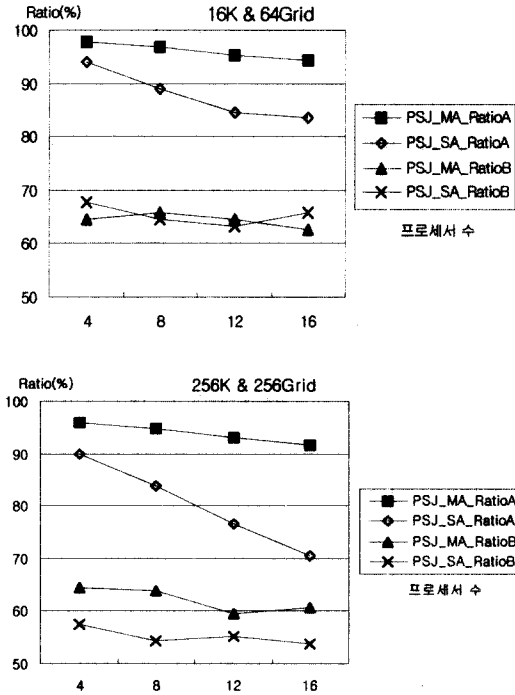 Ratio(%)
16K & 64Grid
100
90
80
70
60
50
4
8
12
16
PSJ_MA_RatioA
PSJ_SA_RatioA
PSJ_MA_RatioB
PSJ_SA_RatioB
프로세서 수
Ratio(%)
256K & 256Grid
100
90
80
70
60
50
4
8
12
16
PSJ_MA_RatioA
PSJ_SA_RatioA
PSJ_MA_RatioB
PSJ_SA_RatioB
프로세서 수